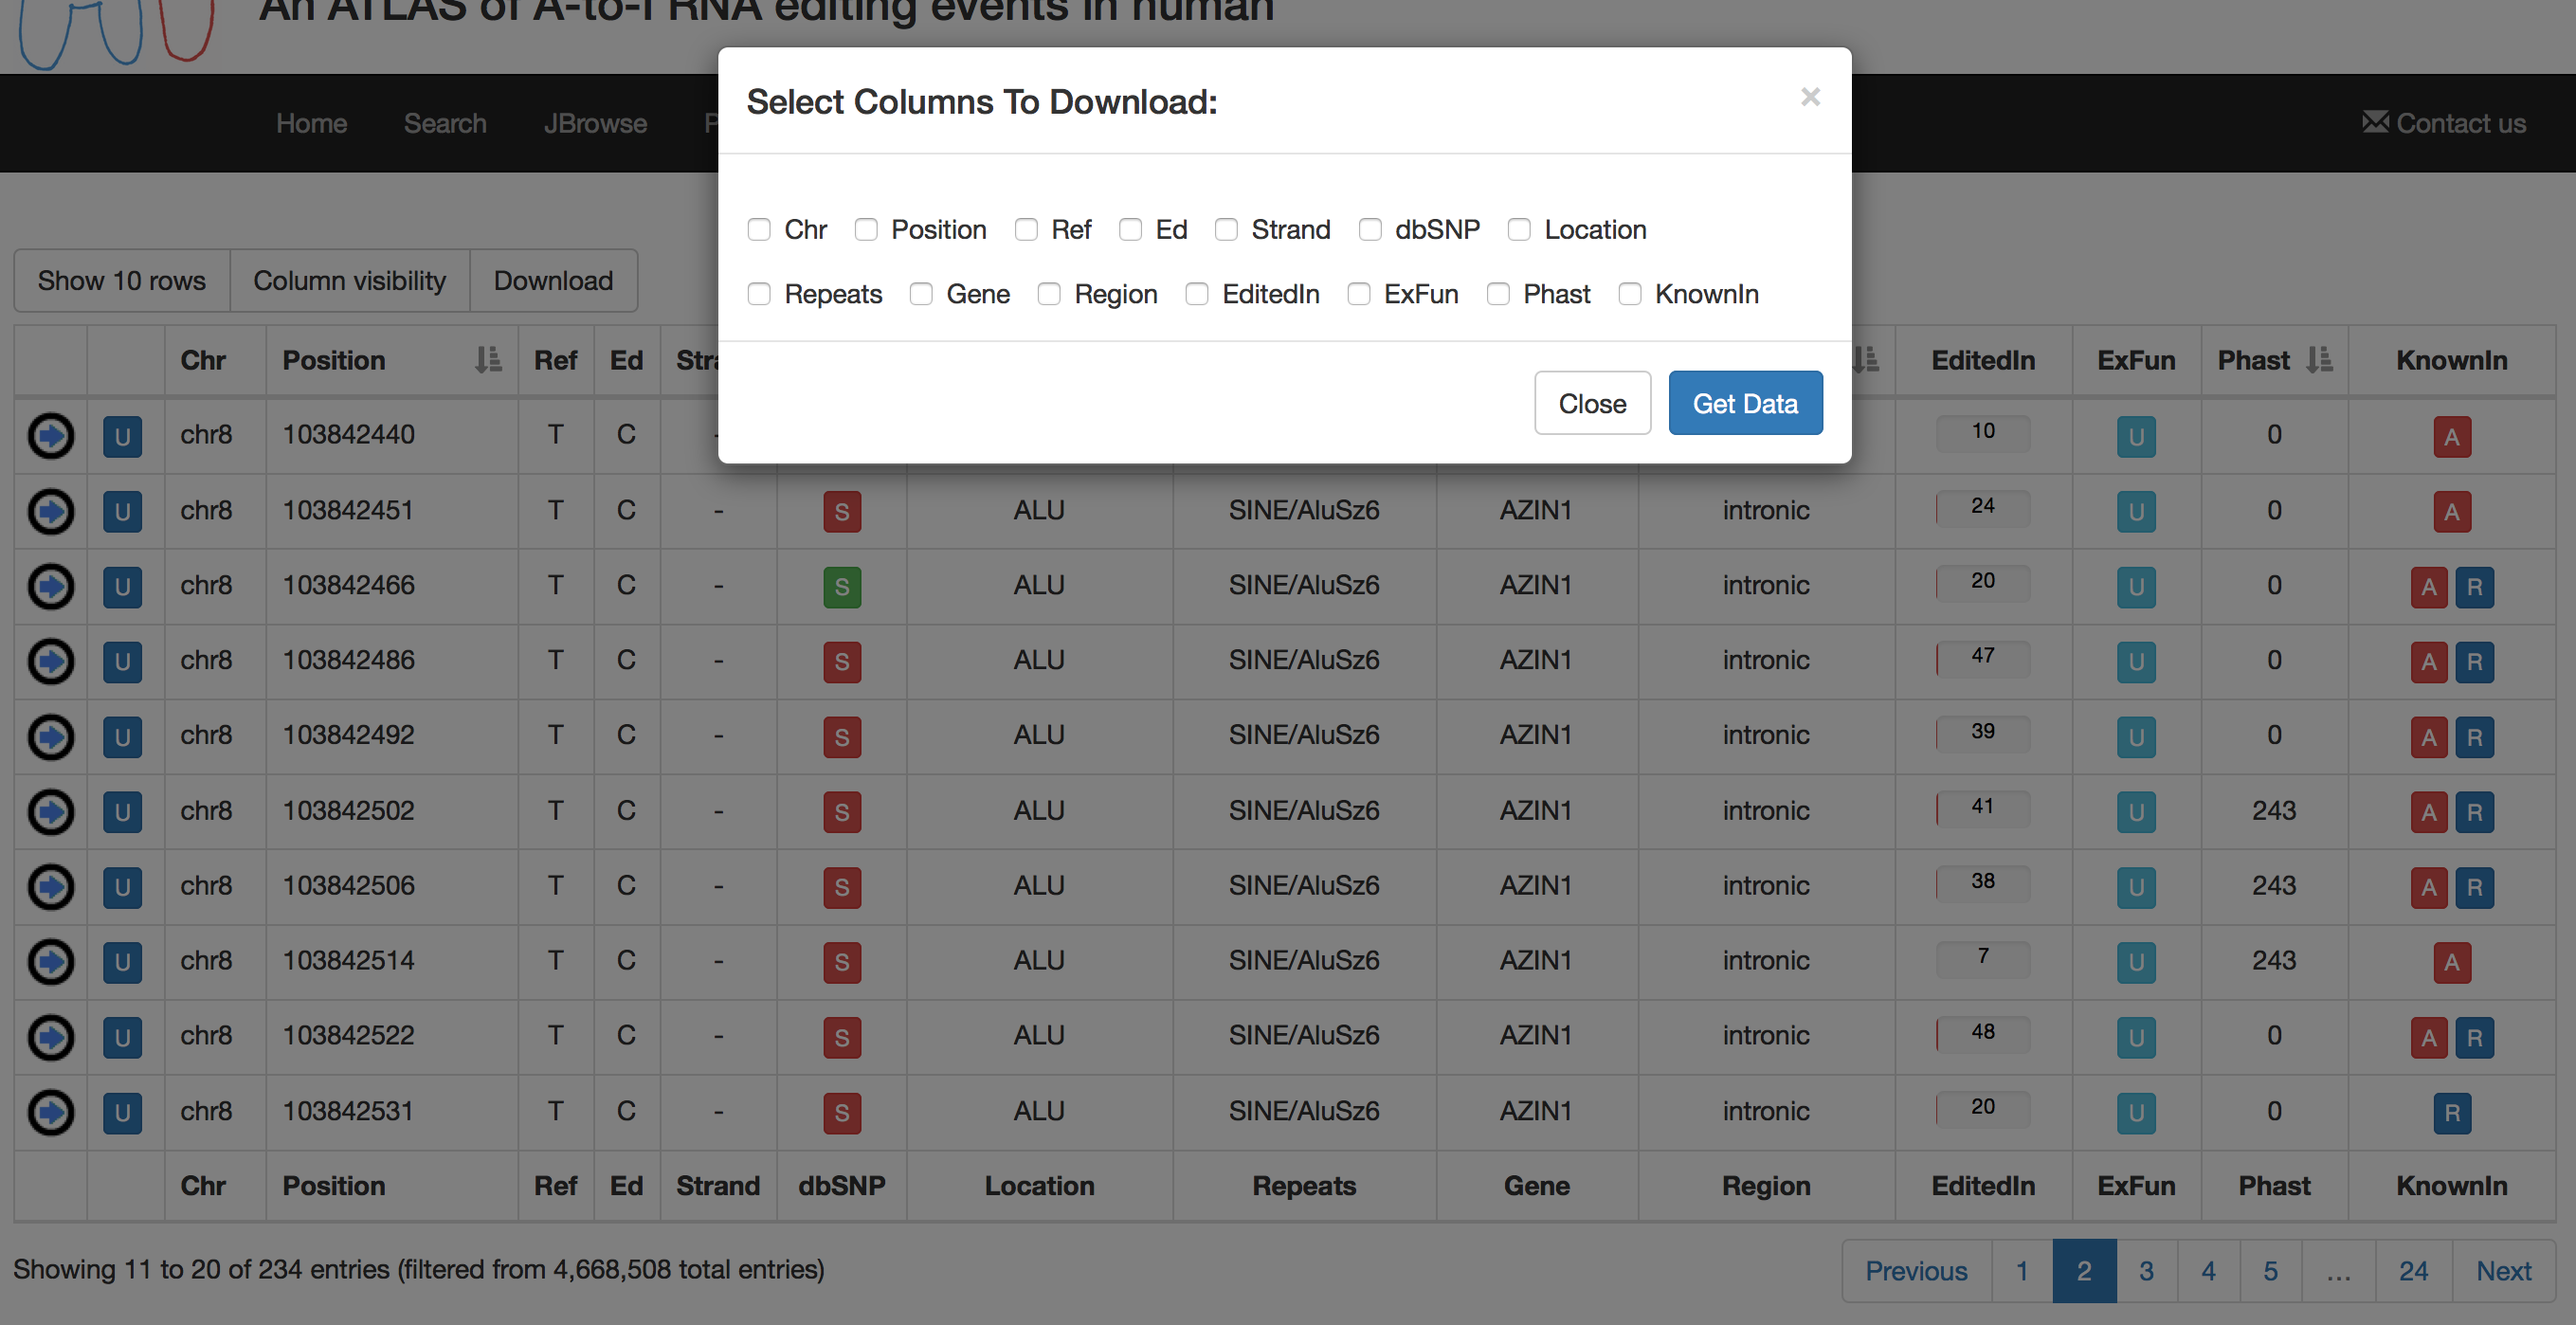 An ATLAS of A-to-I RNA editing events in human
Home Search JBrowse P Contact us
Select Columns To Download: ×
Chr Position Ref Ed Strand dbSNP Location
Repeats Gene Region EditedIn ExFun Phast KnownIn
Close Get Data
Show 10 rows Column visibility Download
Chr Position Ref Ed Str EditedIn ExFun Phast KnownIn
U chr8 103842440 T C - 10 U 0 A
U chr8 103842451 T C - S ALU SINE/AluSz6 AZIN1 intronic 24 U 0 A
U chr8 103842466 T C - S ALU SINE/AluSz6 AZIN1 intronic 20 U 0 A R
U chr8 103842486 T C - S ALU SINE/AluSz6 AZIN1 intronic 47 U 0 A R
U chr8 103842492 T C - S ALU SINE/AluSz6 AZIN1 intronic 39 U 0 A R
U chr8 103842502 T C - S ALU SINE/AluSz6 AZIN1 intronic 41 U 243 A R
U chr8 103842506 T C - S ALU SINE/AluSz6 AZIN1 intronic 38 U 243 A R
U chr8 103842514 T C - S ALU SINE/AluSz6 AZIN1 intronic 7 U 243 A
U chr8 103842522 T C - S ALU SINE/AluSz6 AZIN1 intronic 48 U 0 A R
U chr8 103842531 T C - S ALU SINE/AluSz6 AZIN1 intronic 20 U 0 R
Chr Position Ref Ed Strand dbSNP Location Repeats Gene Region EditedIn ExFun Phast KnownIn
Showing 11 to 20 of 234 entries (filtered from 4,668,508 total entries)
Previous 1 2 3 4 5 … 24 Next